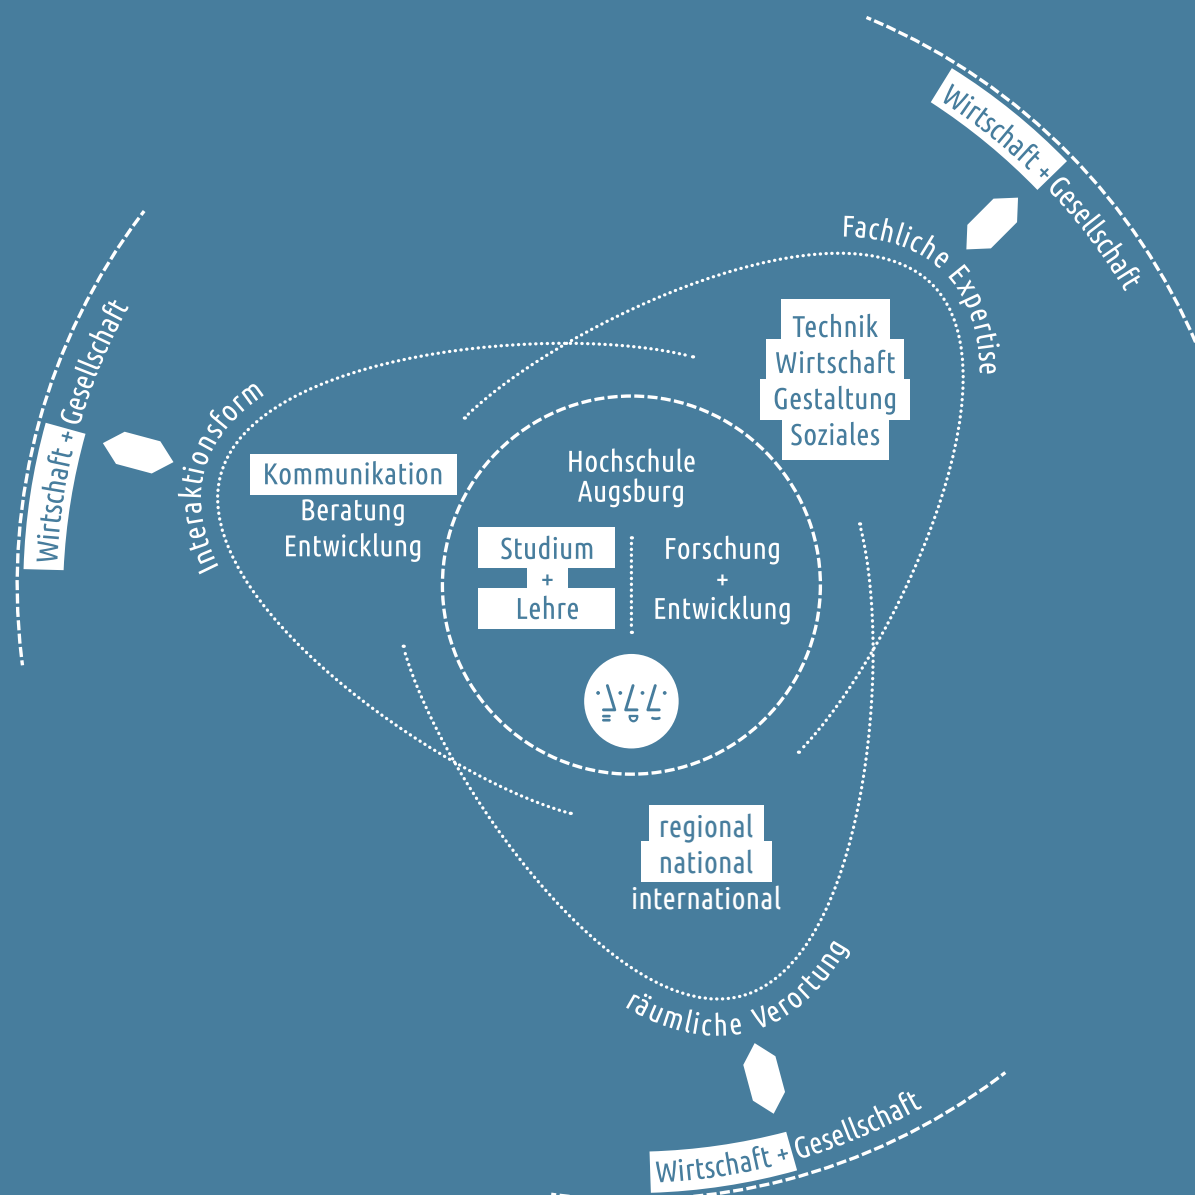 Wirtschaft + Gesellschaft
Fachliche Expertise
Technik
Wirtschaft
Gestaltung
Soziales
Wirtschaft + Gesellschaft
Interaktionsform
Kommunikation
Beratung
Entwicklung
Hochschule
Augsburg
Studium
+
Lehre
Forschung
+
Entwicklung
regional
national
international
räumliche Verortung
Wirtschaft + Gesellschaft